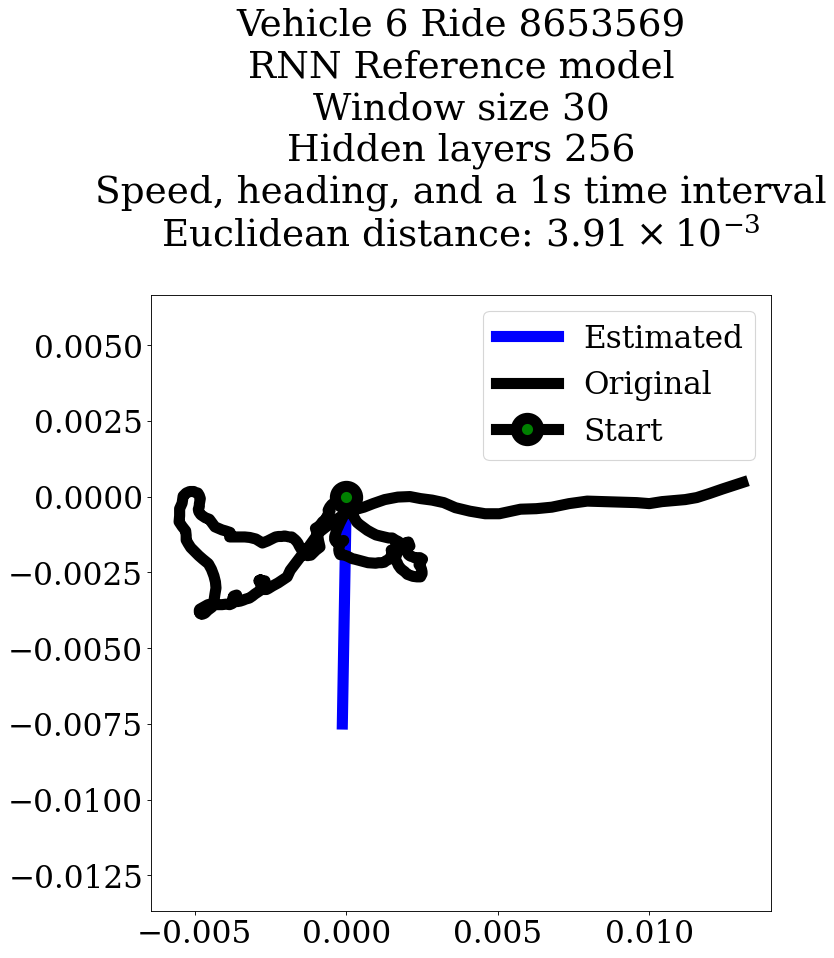 Vehicle 6 Ride 8653569
RNN Reference model
Window size 30
Hidden layers 256
Speed, heading, and a 1s time interval
Euclidean distance: 3.91 × 10⁻³
Estimated
Original
Start
0.0050
0.0025
0.0000
−0.0025
−0.0050
−0.0075
−0.0100
−0.0125
−0.005 0.000 0.005 0.010